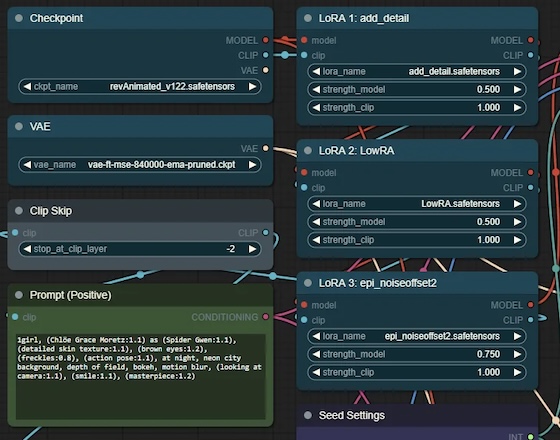 Checkpoint
MODEL
CLIP
VAE
ckpt_name revAnimated_v122.safetensors
VAE
VAE
vae_name vae-ft-mse-840000-ema-pruned.ckpt
Clip Skip
clip CLIP
stop_at_clip_layer -2
Prompt (Positive)
clip CONDITIONING
1girl, (Chlöe Grace Moretz:1.1) as (Spider Gwen:1.1),
(detailed skin texture:1.1), (brown eyes:1.2),
(freckles:0.8), (action pose:1.1), at night, neon city
background, depth of field, bokeh, motion blur, (looking at
camera:1.1), (smile:1.1), (masterpiece:1.2)
LoRA 1: add_detail
model MODEL
clip CLIP
lora_name add_detail.safetensors
strength_model 0.500
strength_clip 1.000
LoRA 2: LowRA
model MODEL
clip CLIP
lora_name LowRA.safetensors
strength_model 0.500
strength_clip 1.000
LoRA 3: epi_noiseoffset2
model MODEL
clip CLIP
lora_name epi_noiseoffset2.safetensors
strength_model 0.750
strength_clip 1.000
Seed Settings
INT